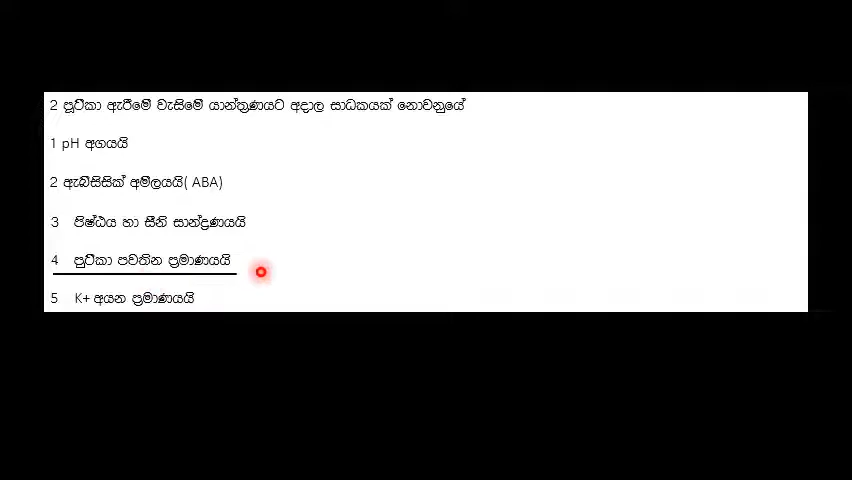 2 පූටිකා ඇරීමේ වැසීමේ යාන්ත්‍රණයට අදාල සාධකයක් නොවනුයේ
1 pH අගයයි
2 ඇබ්සිසික් අම්ලයයි( ABA)
3 පිෂ්ඨය හා සීනි සාන්ද්‍රණයයි
4 පුටිකා පවතින ප්‍රමාණයයි
5 K+ අයන ප්‍රමාණයයි